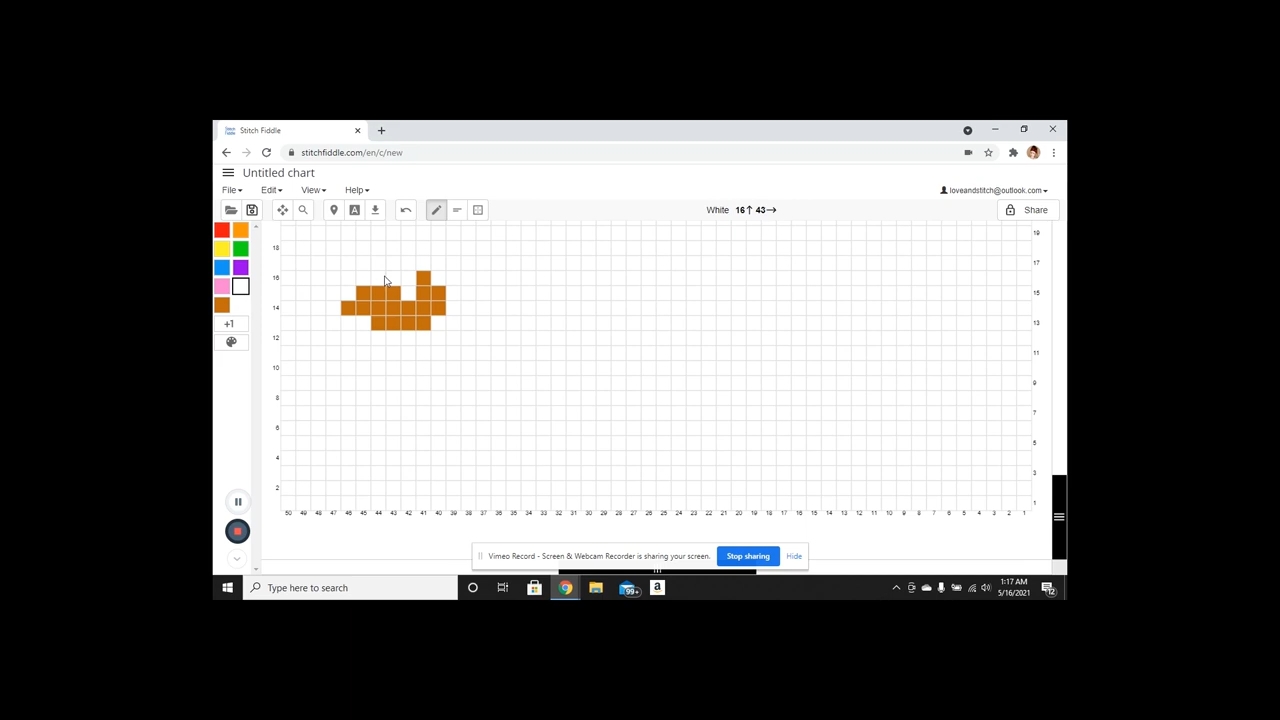 Stitch Fiddle
stitchfiddle.com/en/c/new
Untitled chart
File Edit View Help
loveandstitch@outlook.com
A
White 16↑ 43→
Share
+1
19
18
17
16
15
14
13
12
11
10
9
8
7
6
5
4
3
2
1
50 49 48 47 46 45 44 43 42 41 40 39 38 37 36 35 34 33 32 31 30 29 28 27 26 25 24 23 22 21 20 19 18 17 16 15 14 13 12 11 10 9 8 7 6 5 4 3 2 1
Vimeo Record - Screen & Webcam Recorder is sharing your screen. Stop sharing Hide
Type here to search
99+
a
1:17 AM
5/16/2021